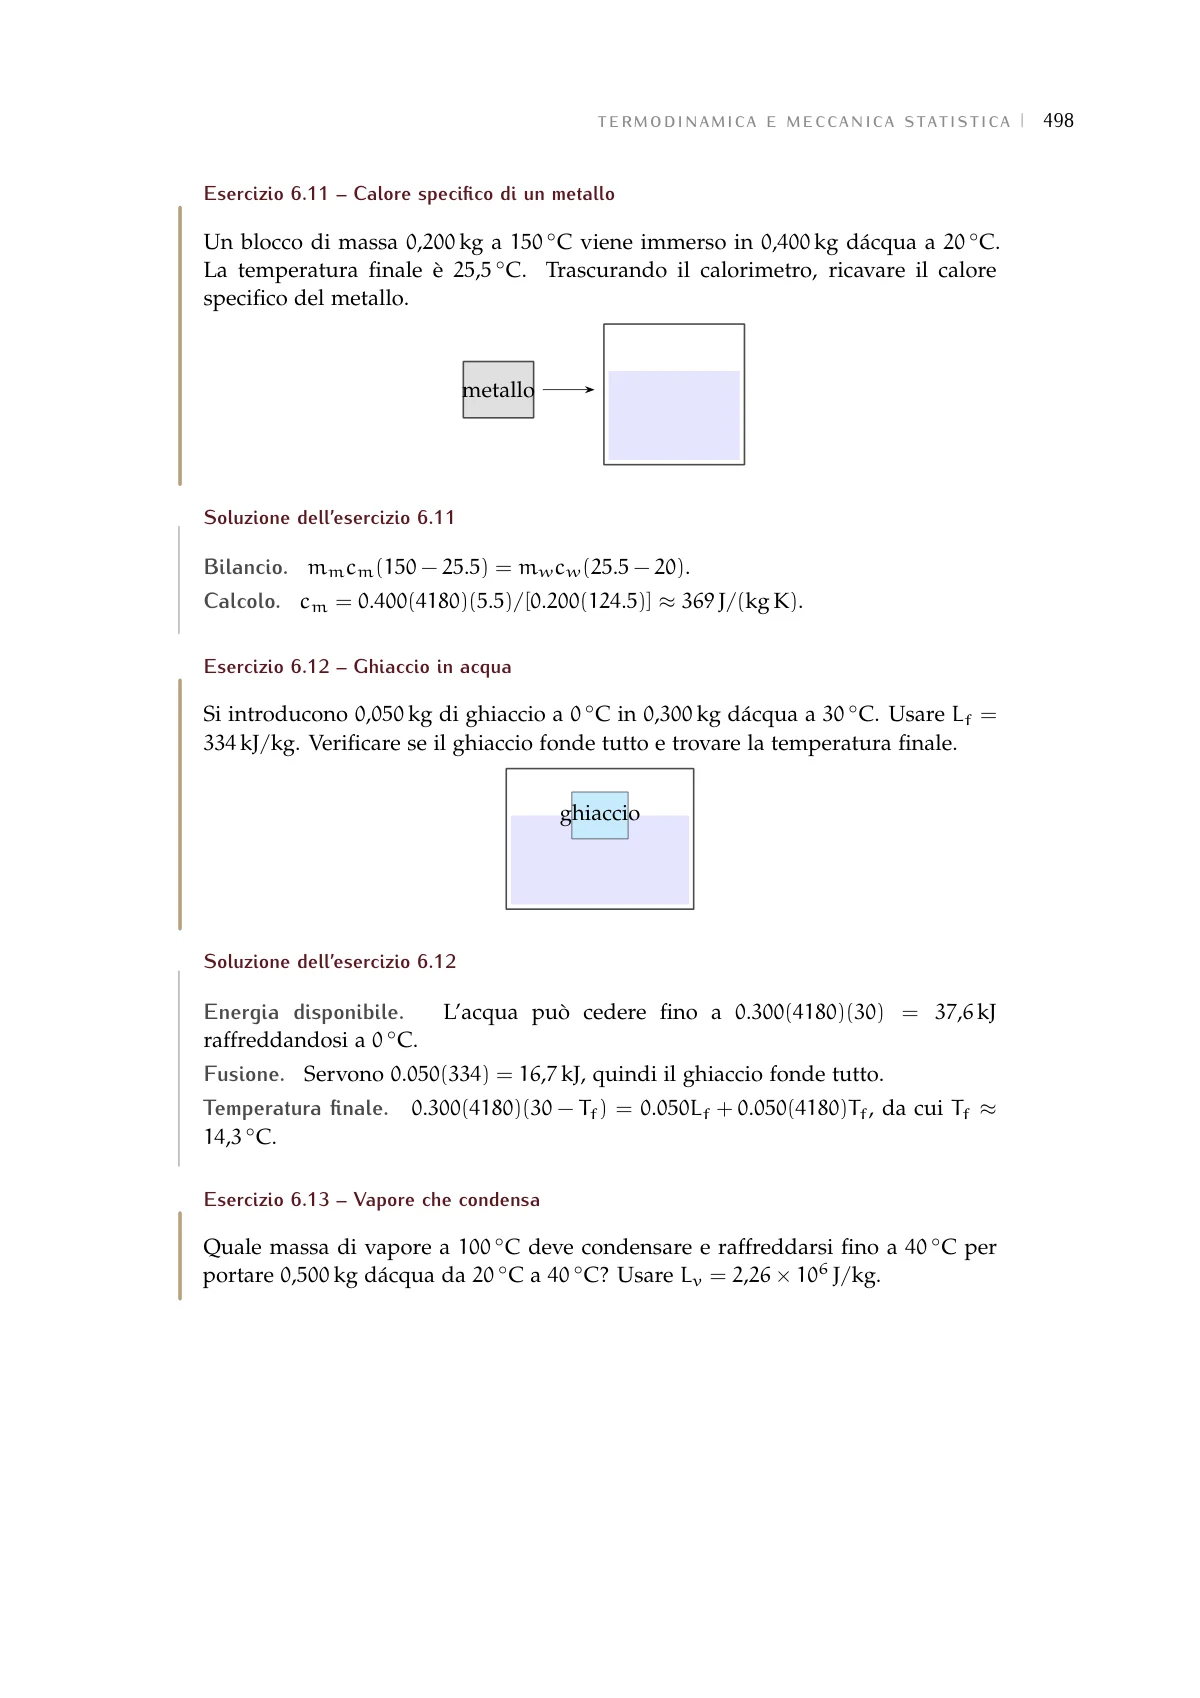 TERMODINAMICA E MECCANICA STATISTICA | 498
Esercizio 6.11 – Calore specifico di un metallo
Un blocco di massa 0,200 kg a 150 °C viene immerso in 0,400 kg dácqua a 20 °C.
La temperatura finale è 25,5 °C. Trascurando il calorimetro, ricavare il calore
specifico del metallo.
metallo
Soluzione dell’esercizio 6.11
Bilancio. m_m c_m(150 − 25.5) = m_w c_w(25.5 − 20).
Calcolo. c_m = 0.400(4180)(5.5)/[0.200(124.5)] ≈ 369 J/(kg K).
Esercizio 6.12 – Ghiaccio in acqua
Si introducono 0,050 kg di ghiaccio a 0 °C in 0,300 kg dácqua a 30 °C. Usare L_f =
334 kJ/kg. Verificare se il ghiaccio fonde tutto e trovare la temperatura finale.
ghiaccio
Soluzione dell’esercizio 6.12
Energia disponibile. L’acqua può cedere fino a 0.300(4180)(30) = 37,6 kJ
raffreddandosi a 0 °C.
Fusione. Servono 0.050(334) = 16,7 kJ, quindi il ghiaccio fonde tutto.
Temperatura finale. 0.300(4180)(30 − T_f) = 0.050L_f + 0.050(4180)T_f, da cui T_f ≈
14,3 °C.
Esercizio 6.13 – Vapore che condensa
Quale massa di vapore a 100 °C deve condensare e raffreddarsi fino a 40 °C per
portare 0,500 kg dácqua da 20 °C a 40 °C? Usare L_v = 2,26 × 10⁶ J/kg.